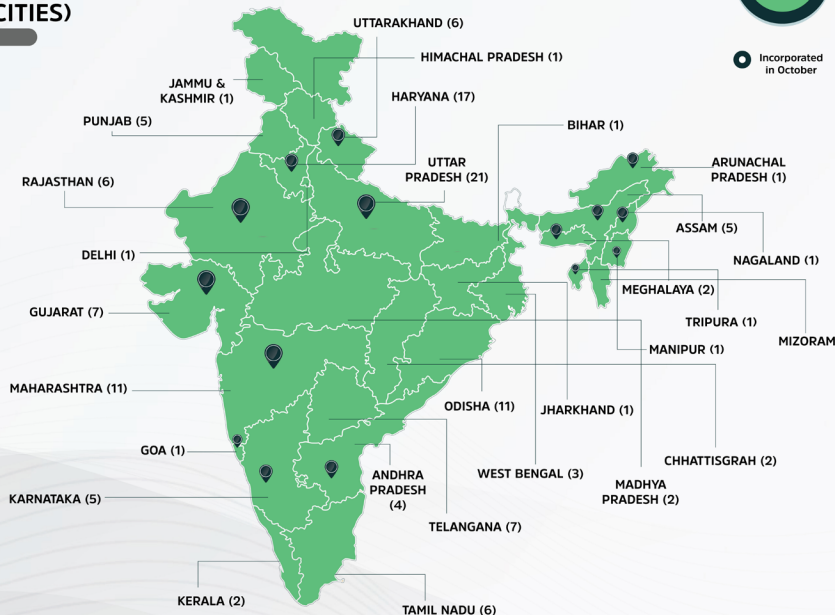 CITIES)
UTTARAKHAND (6)
HIMACHAL PRADESH (1)
Incorporated
in October
JAMMU &
KASHMIR (1)
HARYANA (17)
PUNJAB (5)
BIHAR (1)
UTTAR
PRADESH (21)
ARUNACHAL
PRADESH (1)
RAJASTHAN (6)
ASSAM (5)
DELHI (1)
NAGALAND (1)
MEGHALAYA (2)
GUJARAT (7)
TRIPURA (1)
MIZORAM
MANIPUR (1)
MAHARASHTRA (11)
ODISHA (11)
JHARKHAND (1)
GOA (1)
CHHATTISGRAH (2)
WEST BENGAL (3)
ANDHRA
PRADESH
(4)
MADHYA
PRADESH (2)
KARNATAKA (5)
TELANGANA (7)
KERALA (2)
TAMIL NADU (6)